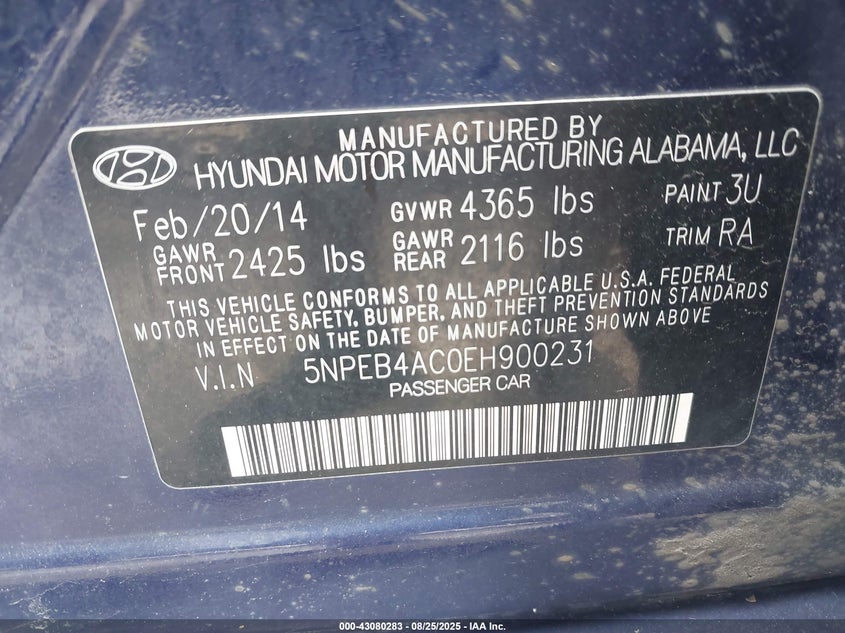 MANUFACTURED BY
HYUNDAI MOTOR MANUFACTURING ALABAMA, LLC
Feb/20/14 GVWR 4365 lbs PAINT 3U
GAWR FRONT 2425 lbs GAWR REAR 2116 lbs TRIM RA
THIS VEHICLE CONFORMS TO ALL APPLICABLE U.S.A. FEDERAL
MOTOR VEHICLE SAFETY, BUMPER, AND THEFT PREVENTION STANDARDS
IN EFFECT ON THE DATE OF MANUFACTURE SHOWN ABOVE
V.I.N 5NPEB4AC0EH900231
PASSENGER CAR
000-43080283 - 08/25/2025 - IAA Inc.